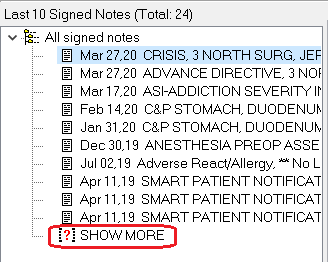 Last 10 Signed Notes (Total: 24)
All signed notes
Mar 27,20 CRISIS, 3 NORTH SURG, JEF
Mar 27,20 ADVANCE DIRECTIVE, 3 NOR
Mar 17,20 ASI-ADDICTION SEVERITY IN
Feb 14,20 C&P STOMACH, DUODENUM
Jan 31,20 C&P STOMACH, DUODENUM
Dec 30,19 ANESTHESIA PREOP ASSES
Jul 02,19 Adverse React/Allergy, ** No L
Apr 11,19 SMART PATIENT NOTIFICAT
Apr 11,19 SMART PATIENT NOTIFICAT
Apr 11,19 SMART PATIENT NOTIFICAT
SHOW MORE